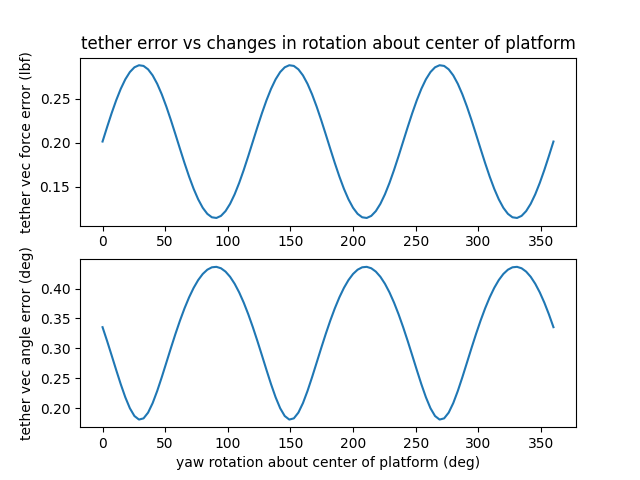 tether error vs changes in rotation about center of platform
tether vec force error (lbf)
0.25
0.20
0.15
0 50 100 150 200 250 300 350
tether vec angle error (deg)
0.40
0.35
0.30
0.25
0.20
0 50 100 150 200 250 300 350
yaw rotation about center of platform (deg)